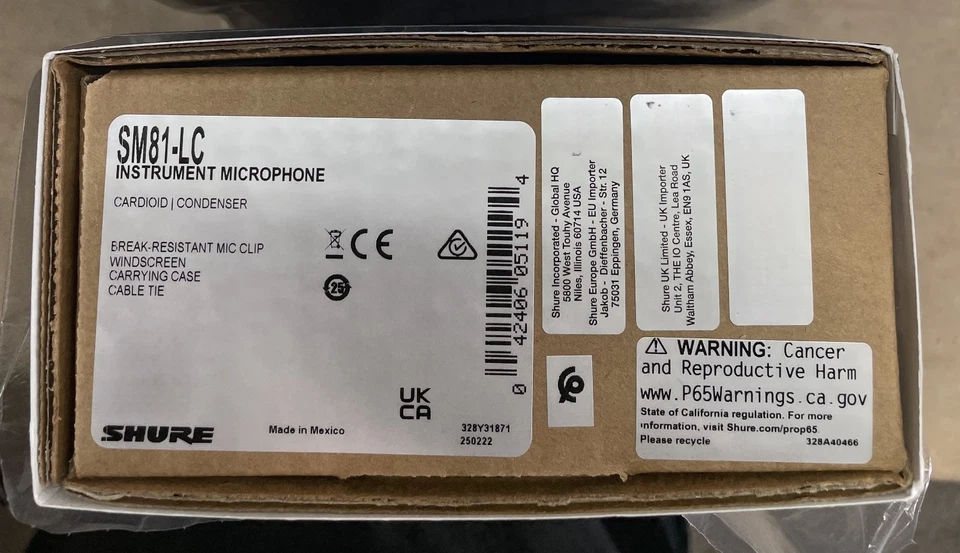 SM81-LC
INSTRUMENT MICROPHONE
CARDIOID | CONDENSER
BREAK-RESISTANT MIC CLIP
WINDSCREEN
CARRYING CASE
CABLE TIE
CE
25
0 42406 05119 4
UK
CA
SHURE
Made in Mexico
328Y31871
250222
Shure Incorporated - Global HQ
5800 West Touhy Avenue
Niles, Illinois 60714 USA
Shure Europe GmbH - EU Importer
Jakob - Dieffenbacher - Str. 12
75031 Eppingen, Germany
Shure UK Limited - UK Importer
Unit 2, THE IO Centre, Lea Road
Waltham Abbey, Essex, EN9 1AS, UK
WARNING: Cancer
and Reproductive Harm
www.P65Warnings.ca.gov
State of California regulation. For more
information, visit Shure.com/prop65.
Please recycle
328A40466